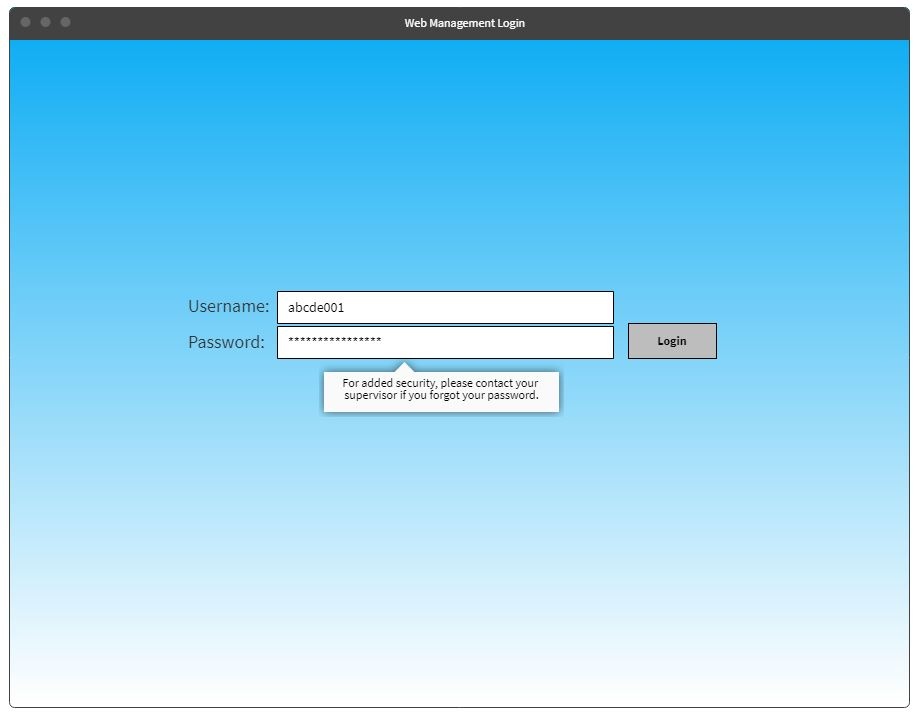 Web Management Login
Username: abcde001
Password: ****************
Login
For added security, please contact your
supervisor if you forgot your password.